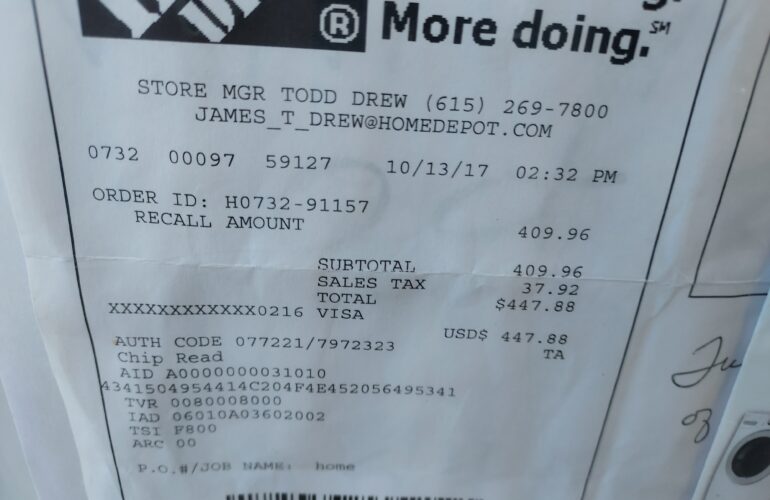 More doing.℠
STORE MGR TODD DREW (615) 269-7800
JAMES_T_DREW@HOMEDEPOT.COM
0732 00097 59127 10/13/17 02:32 PM
ORDER ID: H0732-91157
RECALL AMOUNT 409.96
SUBTOTAL 409.96
SALES TAX 37.92
TOTAL $447.88
XXXXXXXXXXXX0216 VISA
USD$ 447.88
AUTH CODE 077221/7972323 TA
Chip Read
AID A0000000031010
4341504954414C204F4E452056495341
TVR 0080008000
IAD 06010A03602002
TSI F800
ARC 00
P.O.#/JOB NAME: home
of